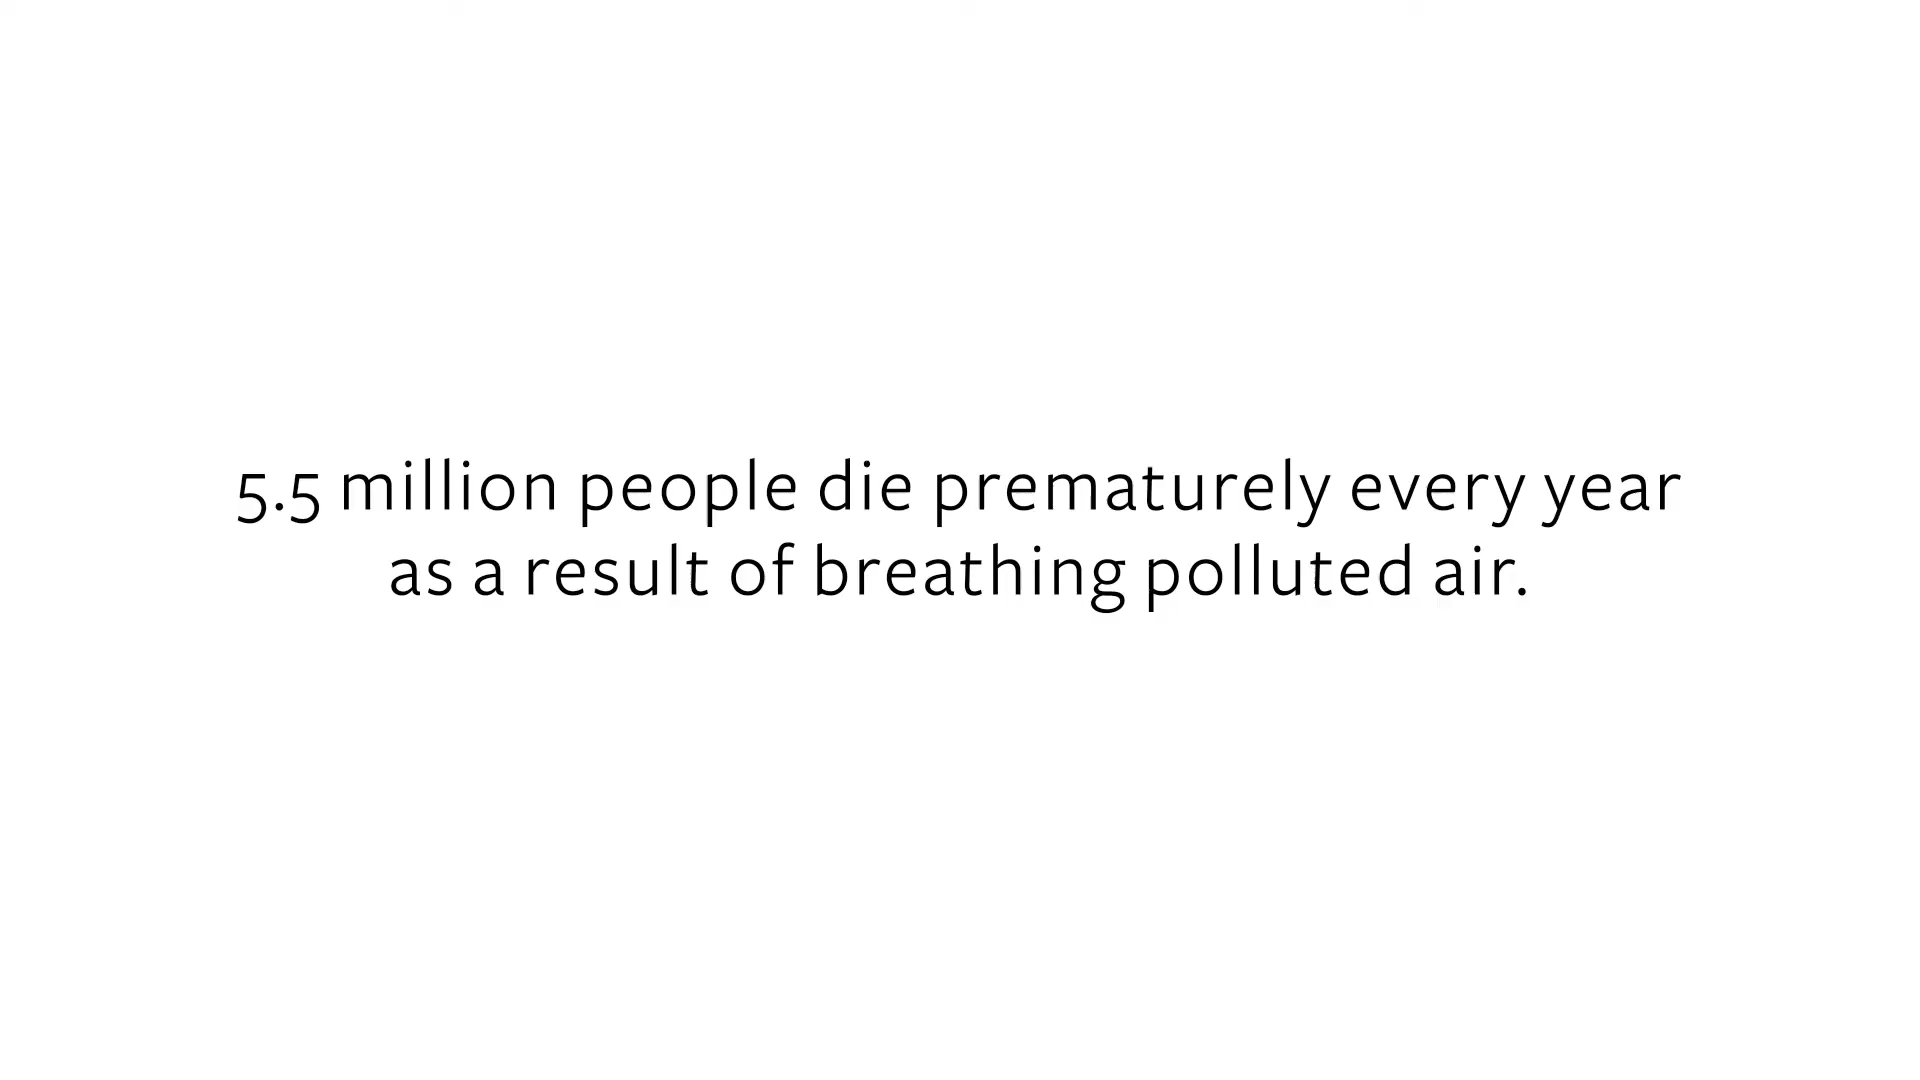 5.5 million people die prematurely every year
as a result of breathing polluted air.